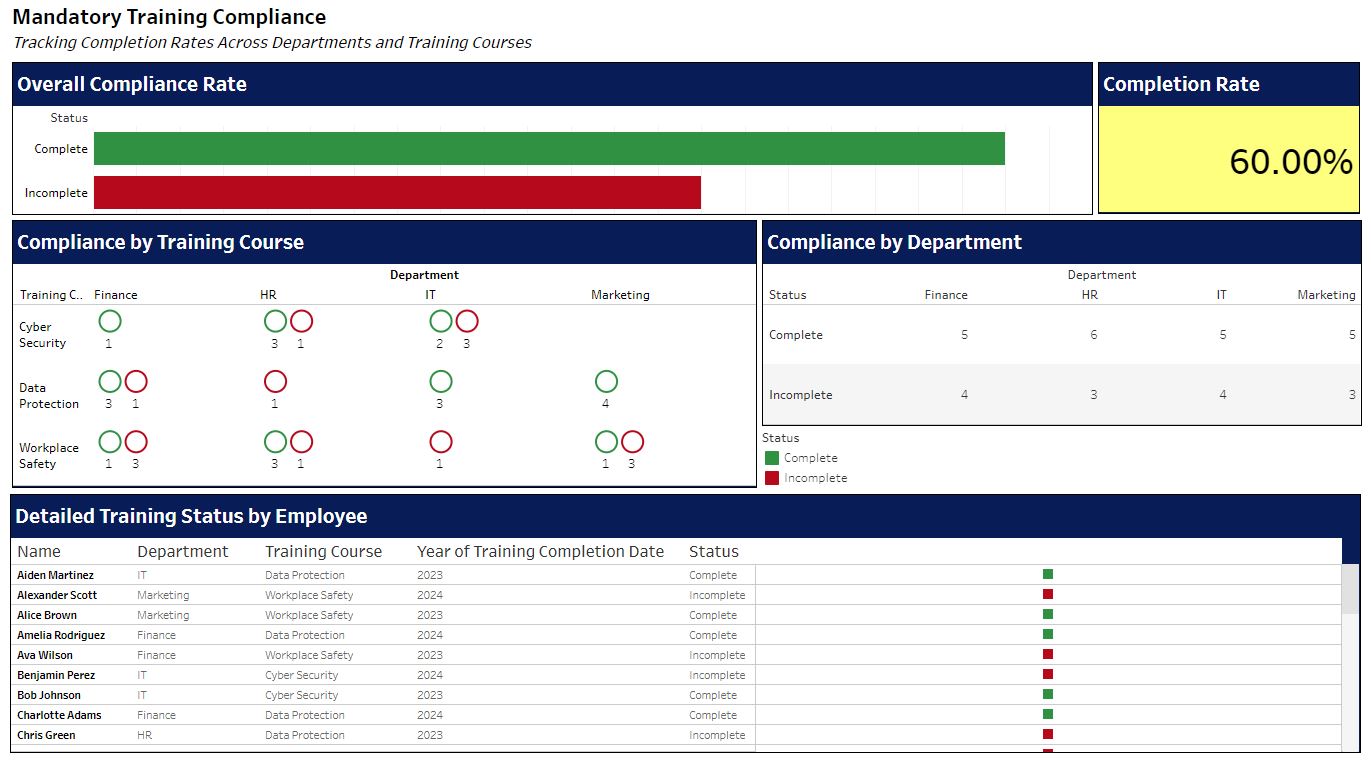 Mandatory Training Compliance
Tracking Completion Rates Across Departments and Training Courses
Overall Compliance Rate
Completion Rate
Status
Complete
Incomplete
60.00%
Compliance by Training Course
Department
Training C.. Finance HR IT Marketing
Cyber Security
1 3 1 2 3
Data Protection
3 1 1 3 4
Workplace Safety
1 3 3 1 1 1 3
Compliance by Department
Department
Status Finance HR IT Marketing
Complete 5 6 5 5
Incomplete 4 3 4 3
Status
Complete
Incomplete
Detailed Training Status by Employee
Name Department Training Course Year of Training Completion Date Status
Aiden Martinez IT Data Protection 2023 Complete
Alexander Scott Marketing Workplace Safety 2024 Incomplete
Alice Brown Marketing Workplace Safety 2023 Complete
Amelia Rodriguez Finance Data Protection 2024 Complete
Ava Wilson Finance Workplace Safety 2023 Incomplete
Benjamin Perez IT Cyber Security 2024 Incomplete
Bob Johnson IT Cyber Security 2023 Complete
Charlotte Adams Finance Data Protection 2024 Complete
Chris Green HR Data Protection 2023 Incomplete